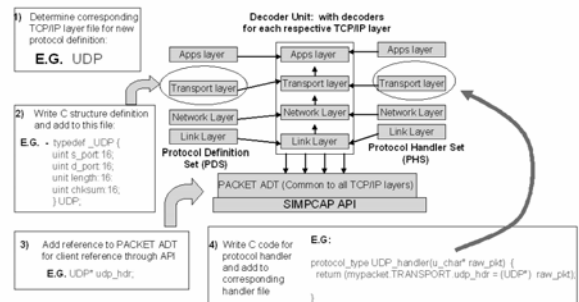 1) Determine corresponding
TCP/IP layer file for new
protocol definition:
E.G. UDP
2) Write C structure definition
and add to this file:
E.G. - typedef _UDP {
uint s_port:16;
uint d_port:16;
uint length:16;
uint chksum:16;
} UDP;
3) Add reference to PACKET ADT
for client reference through API
E.G. UDP* udp_hdr;
Decoder Unit: with decoders
for each respective TCP/IP layer
Apps layer
Transport layer
Network Layer
Link Layer
Protocol Definition
Set (PDS)
Apps layer
Transport layer
Network Layer
Link Layer
Apps layer
Transport layer
Network Layer
Link Layer
Protocol Handler Set
(PHS)
PACKET ADT (Common to all TCP/IP layers)
SIMPCAP API
4) Write C code for
protocol handler
and add to
corresponding
handler file
E.G:
protocol_type UDP_handler(u_char* raw_pkt) {
return (mypacket.TRANSPORT.udp_hdr = (UDP*) raw_pkt);
}